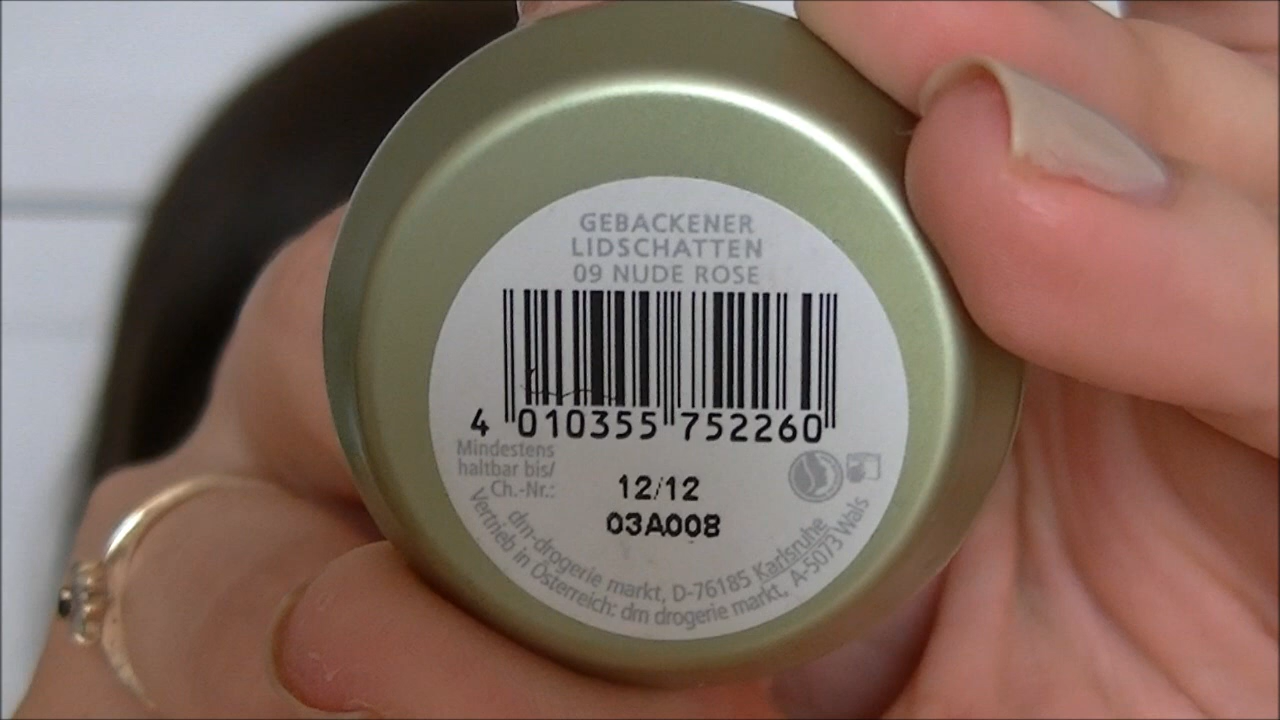 GEBACKENER
LIDSCHATTEN
09 NUDE ROSE
4 010355 752260
Mindestens
haltbar bis/
Ch.-Nr.:
12/12
03A008
dm-drogerie markt, D-76185 Karlsruhe
Vertrieb in Österreich: dm drogerie markt, A-5073 Wals